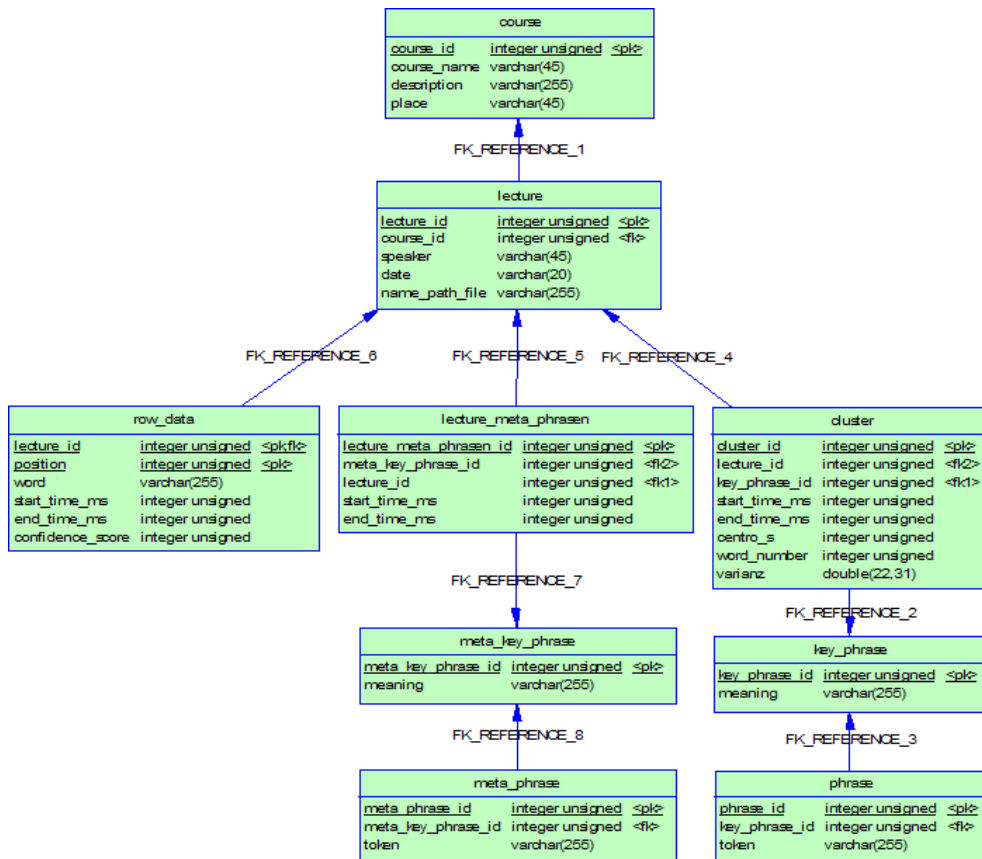 course
course_id integer unsigned <pk>
course_name varchar(45)
description varchar(255)
place varchar(45)
FK_REFERENCE_1
lecture
lecture_id integer unsigned <pk>
course_id integer unsigned <fk>
speaker varchar(45)
date varchar(20)
name_path_file varchar(255)
FK_REFERENCE_6 FK_REFERENCE_5 FK_REFERENCE_4
row_data
lecture_id integer unsigned <pk,fk>
position integer unsigned <pk>
word varchar(255)
start_time_ms integer unsigned
end_time_ms integer unsigned
confidence_score integer unsigned
lecture_meta_phrasen
lecture_meta_phrasen_id integer unsigned <pk>
meta_key_phrase_id integer unsigned <fk2>
lecture_id integer unsigned <fk1>
start_time_ms integer unsigned
end_time_ms integer unsigned
cluster
cluster_id integer unsigned <pk>
lecture_id integer unsigned <fk2>
key_phrase_id integer unsigned <fk1>
start_time_ms integer unsigned
end_time_ms integer unsigned
centro_s integer unsigned
word_number integer unsigned
varianz double(22,31)
FK_REFERENCE_7
FK_REFERENCE_2
meta_key_phrase
meta_key_phrase_id integer unsigned <pk>
meaning varchar(255)
key_phrase
key_phrase_id integer unsigned <pk>
meaning varchar(255)
FK_REFERENCE_8
FK_REFERENCE_3
meta_phrase
meta_phrase_id integer unsigned <pk>
meta_key_phrase_id integer unsigned <fk>
token varchar(255)
phrase
phrase_id integer unsigned <pk>
key_phrase_id integer unsigned <fk>
token varchar(255)